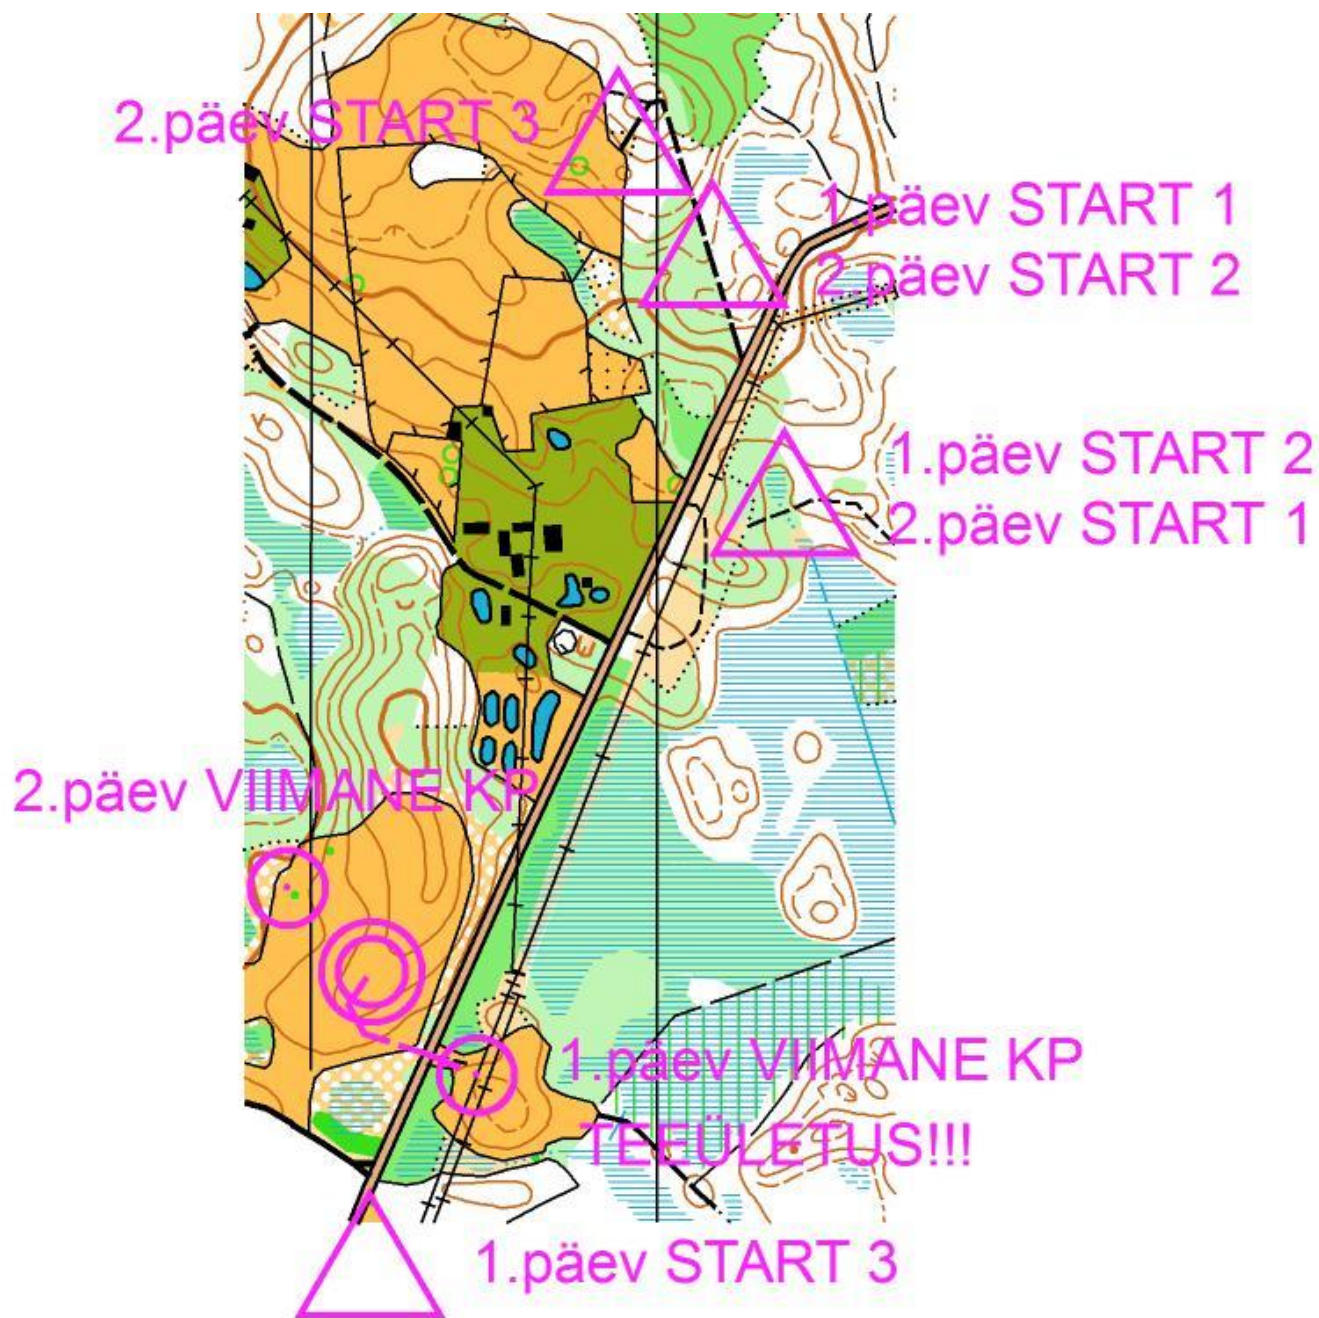 2.päev START 3
1.päev START 1
2.päev START 2
1.päev START 2
2.päev START 1
2.päev VIIMANE KP
1.päev VIIMANE KP
TEEÜLETUS!!!
1.päev START 3